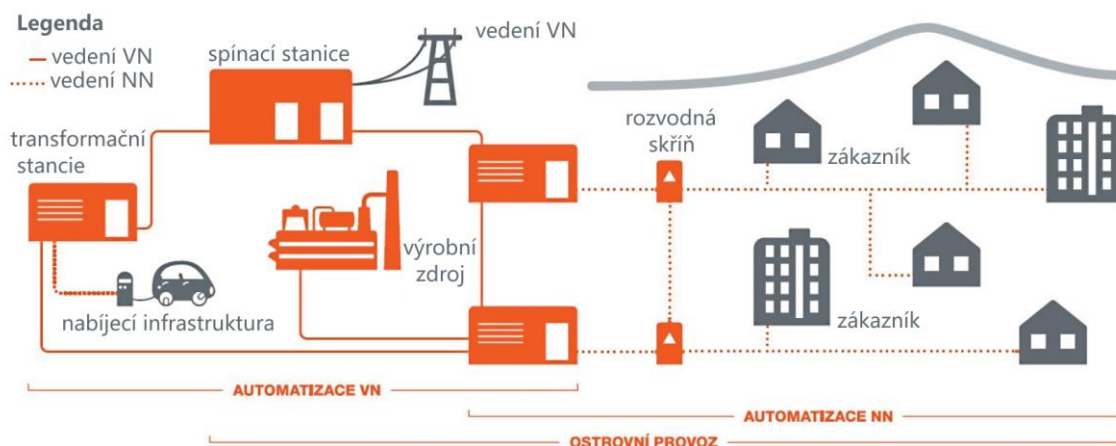 Legenda
vedení VN
vedení NN
spínací stanice
vedení VN
transformační
stancie
rozvodná
skříň
zákazník
výrobní
zdroj
nabíjecí infrastruktura
zákazník
AUTOMATIZACE VN
AUTOMATIZACE NN
OSTROVNÍ PROVOZ